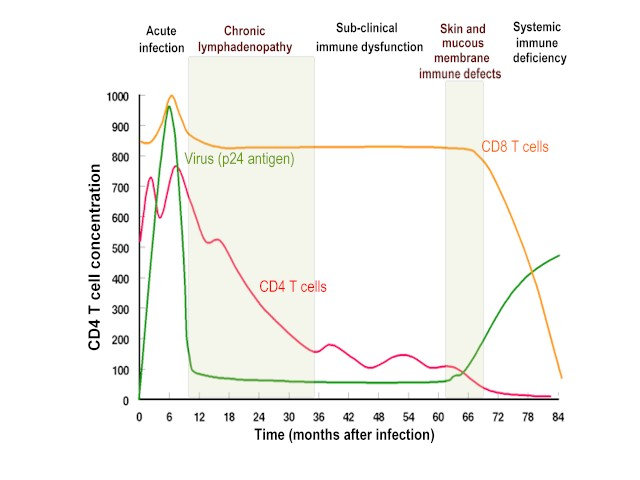 Acute
infection
Chronic
lymphadenopathy
Sub-clinical
immune dysfunction
Skin and
mucous
membrane
immune defects
Systemic
immune
deficiency
CD4 T cell concentration
1000
900
800
700
600
500
400
300
200
100
0
CD8 T cells
Virus (p24 antigen)
CD4 T cells
0 6 12 18 24 30 36 42 48 54 60 66 72 78 84
Time (months after infection)